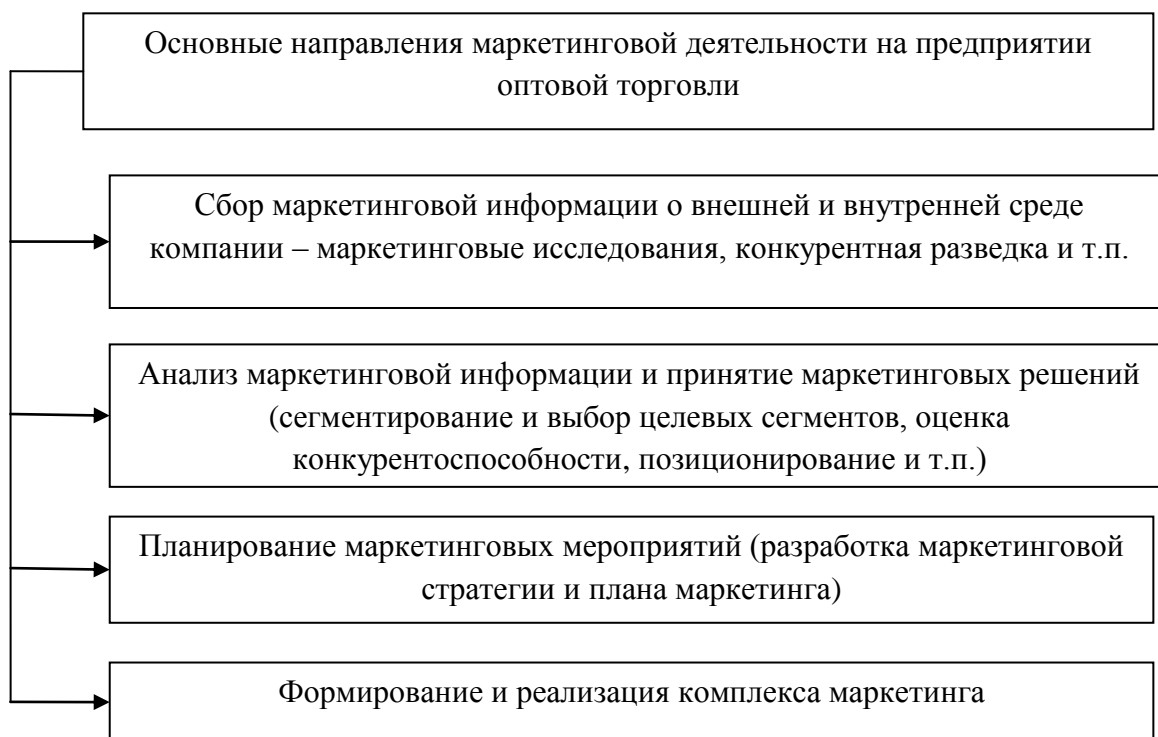 Основные направления маркетинговой деятельности на предприятии
оптовой торговли
Сбор маркетинговой информации о внешней и внутренней среде
компании – маркетинговые исследования, конкурентная разведка и т.п.
Анализ маркетинговой информации и принятие маркетинговых решений
(сегментирование и выбор целевых сегментов, оценка
конкурентоспособности, позиционирование и т.п.)
Планирование маркетинговых мероприятий (разработка маркетинговой
стратегии и плана маркетинга)
Формирование и реализация комплекса маркетинга